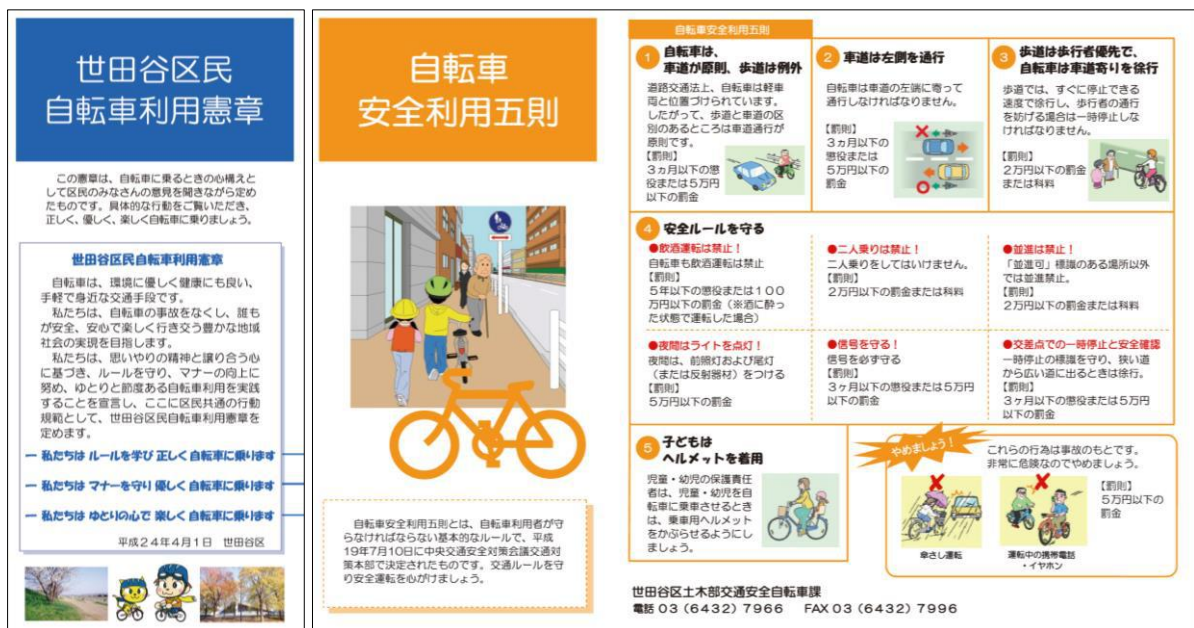 世田谷区民
自転車利用憲章
この憲章は、自転車に乗るときの心構えと
して区民のみなさんの意見を聞きながら定め
たものです。具体的な行動をご覧いただき、
正しく、優しく、楽しく自転車に乗りましょう。
世田谷区民自転車利用憲章
自転車は、環境に優しく健康にも良い、
手軽で身近な交通手段です。
私たちは、自転車の事故をなくし、誰も
が安全、安心で楽しく行き交う豊かな地域
社会の実現を目指します。
私たちは、思いやりの精神と譲り合う心
に基づき、ルールを守り、マナーの向上に
努め、ゆとりと節度ある自転車利用を実践
することを宣言し、ここに区民共通の行動
規範として、世田谷区民自転車利用憲章を
定めます。
一 私たちは ルールを学び 正しく 自転車に乗ります
一 私たちは マナーを守り 優しく 自転車に乗ります
一 私たちは ゆとりの心で 楽しく 自転車に乗ります
平成24年4月1日 世田谷区
自転車
安全利用五則
自転車安全利用五則とは、自転車利用者が守
らなければならない基本的なルールで、平成
19年7月10日に中央交通安全対策会議交通対
策本部で決定されたものです。交通ルールを守
り安全運転を心がけましょう。
自転車安全利用五則
1 自転車は、
車道が原則、歩道は例外
道路交通法上、自転車は軽車
両と位置づけられています。
したがって、歩道と車道の区
別のあるところは車道通行が
原則です。
【罰則】
3ヵ月以下の懲
役または5万円
以下の罰金
2 車道は左側を通行
自転車は車道の左端に寄って
通行しなければなりません。
【罰則】
3ヵ月以下の
懲役または
5万円以下の
罰金
3 歩道は歩行者優先で、
自転車は車道寄りを徐行
歩道では、すぐに停止できる
速度で徐行し、歩行者の通行
を妨げる場合は一時停止しな
ければなりません。
【罰則】
2万円以下の罰金
または科料
4 安全ルールを守る
●飲酒運転は禁止！
自転車も飲酒運転は禁止
【罰則】
5年以下の懲役または100
万円以下の罰金（※酒に酔っ
た状態で運転した場合）
●二人乗りは禁止！
二人乗りをしてはいけません。
【罰則】
2万円以下の罰金または科料
●並進は禁止！
「並進可」標識のある場所以外
では並進禁止。
【罰則】
2万円以下の罰金または科料
●夜間はライトを点灯！
夜間は、前照灯および尾灯
（または反射器材）をつける
【罰則】
5万円以下の罰金
●信号を守る！
信号を必ず守る
【罰則】
3ヶ月以下の懲役または5万円
以下の罰金
●交差点での一時停止と安全確認
一時停止の標識を守り、狭い道
から広い道に出るときは徐行。
【罰則】
3ヶ月以下の懲役または5万円
以下の罰金
5 子どもは
ヘルメットを着用
児童・幼児の保護責任
者は、児童・幼児を自
転車に乗車させるとき
は、乗車用ヘルメット
をかぶらせるようにし
ましょう。
やめましょう！
これらの行為は事故のもとです。
非常に危険なのでやめましょう。
【罰則】
5万円以下の
罰金
傘さし運転
運転中の携帯電話
・イヤホン
世田谷区土木部交通安全自転車課
電話 03（6432）7966 FAX 03（6432）7996